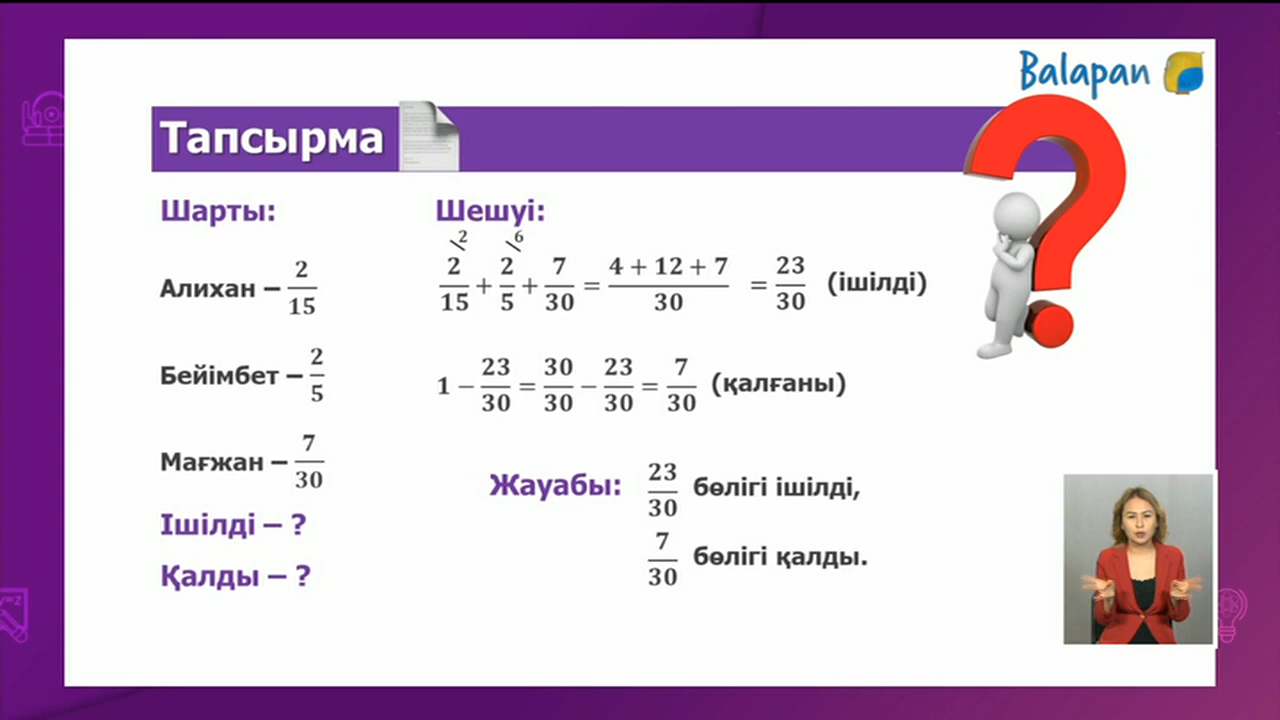 Balapan
Тапсырма
Шарты:
Алихан – 2/15
Бейімбет – 2/5
Мағжан – 7/30
Ішілді – ?
Қалды – ?
Шешуі:
\2 \6
2/15 + 2/5 + 7/30 = (4 + 12 + 7)/30 = 23/30 (ішілді)
1 − 23/30 = 30/30 − 23/30 = 7/30 (қалғаны)
Жауабы: 23/30 бөлігі ішілді,
7/30 бөлігі қалды.